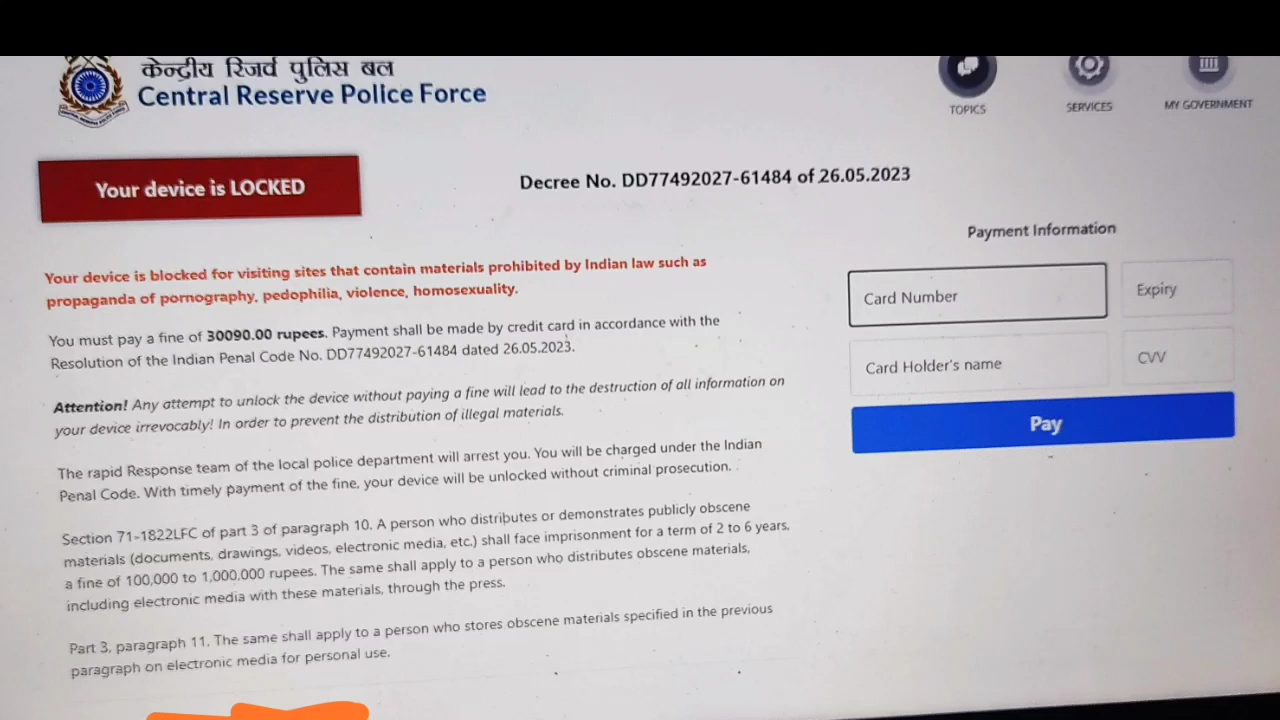 केन्द्रीय रिजर्व पुलिस बल
Central Reserve Police Force
TOPICS
SERVICES
MY GOVERNMENT
Your device is LOCKED
Decree No. DD77492027-61484 of 26.05.2023
Your device is blocked for visiting sites that contain materials prohibited by Indian law such as
propaganda of pornography, pedophilia, violence, homosexuality.
You must pay a fine of 30090.00 rupees. Payment shall be made by credit card in accordance with the
Resolution of the Indian Penal Code No. DD77492027-61484 dated 26.05.2023.
Attention! Any attempt to unlock the device without paying a fine will lead to the destruction of all information on
your device irrevocably! In order to prevent the distribution of illegal materials.
The rapid Response team of the local police department will arrest you. You will be charged under the Indian
Penal Code. With timely payment of the fine, your device will be unlocked without criminal prosecution.
Section 71-1822LFC of part 3 of paragraph 10. A person who distributes or demonstrates publicly obscene
materials (documents, drawings, videos, electronic media, etc.) shall face imprisonment for a term of 2 to 6 years,
a fine of 100,000 to 1,000,000 rupees. The same shall apply to a person who distributes obscene materials,
including electronic media with these materials, through the press.
Part 3, paragraph 11. The same shall apply to a person who stores obscene materials specified in the previous
paragraph on electronic media for personal use.
Payment Information
Card Number
Expiry
Card Holder's name
CVV
Pay